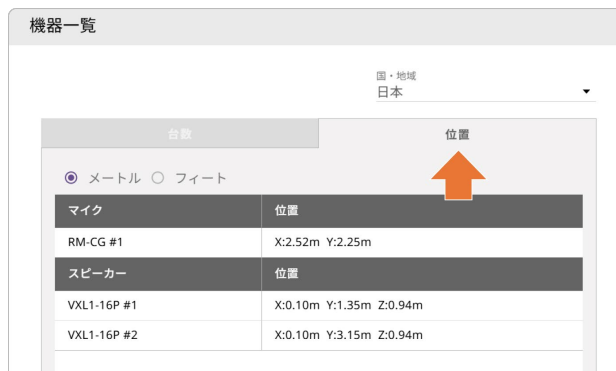 機器一覧
国・地域
日本
台数 位置
メートル フィート
マイク 位置
RM-CG #1 X:2.52m Y:2.25m
スピーカー 位置
VXL1-16P #1 X:0.10m Y:1.35m Z:0.94m
VXL1-16P #2 X:0.10m Y:3.15m Z:0.94m